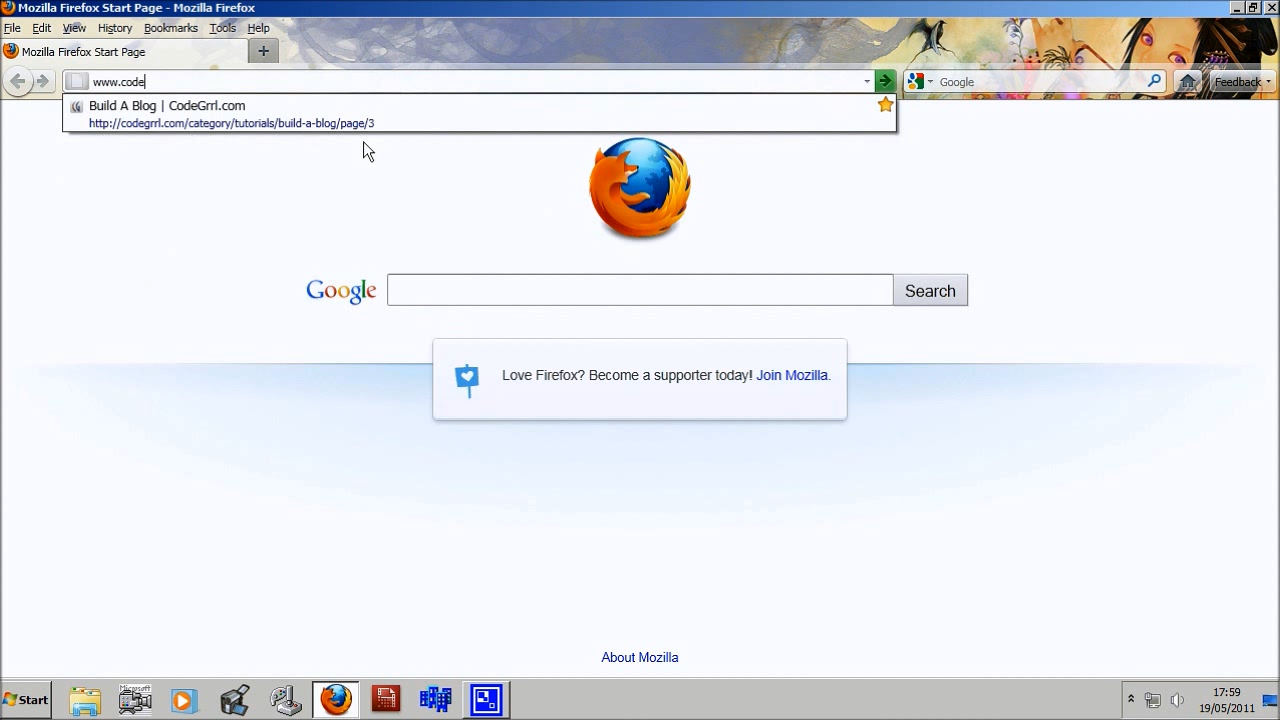 Mozilla Firefox Start Page - Mozilla Firefox
File Edit View History Bookmarks Tools Help
Mozilla Firefox Start Page
www.code
Google
Feedback
Build A Blog | CodeGrrl.com
http://codegrrl.com/category/tutorials/build-a-blog/page/3
Google
Search
Love Firefox? Become a supporter today! Join Mozilla.
About Mozilla
Start
Microsoft
17:59
19/05/2011